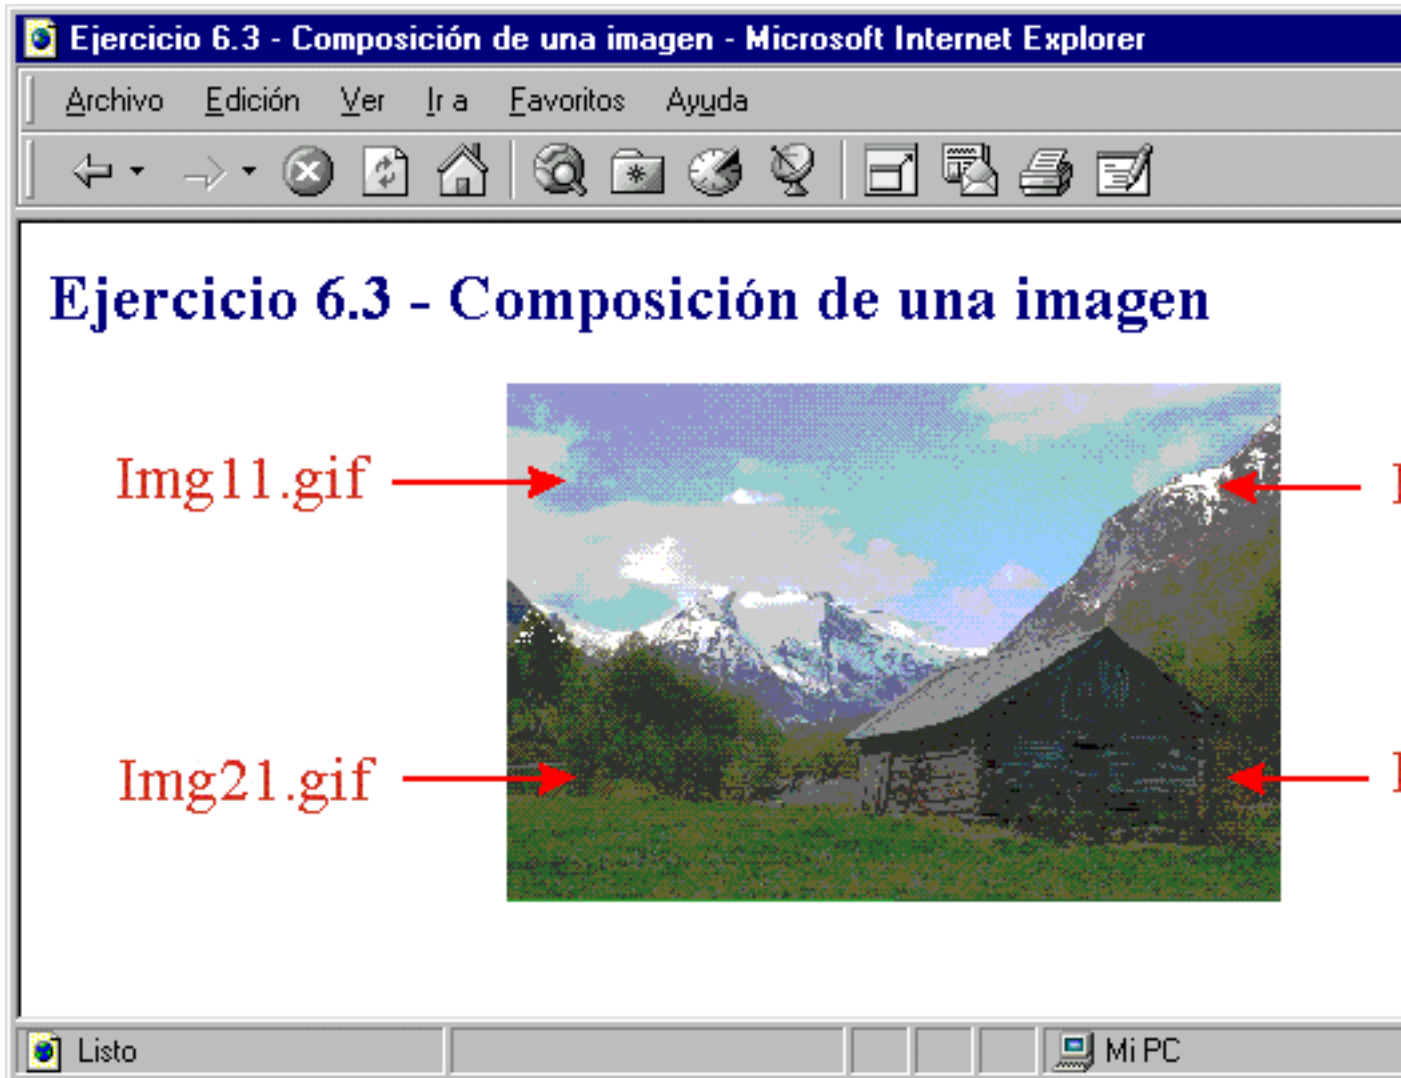 Ejercicio 6.3 - Composición de una imagen - Microsoft Internet Explorer
Archivo Edición Ver Ir a Favoritos Ayuda
Ejercicio 6.3 - Composición de una imagen
Img11.gif
Img21.gif
Listo Mi PC